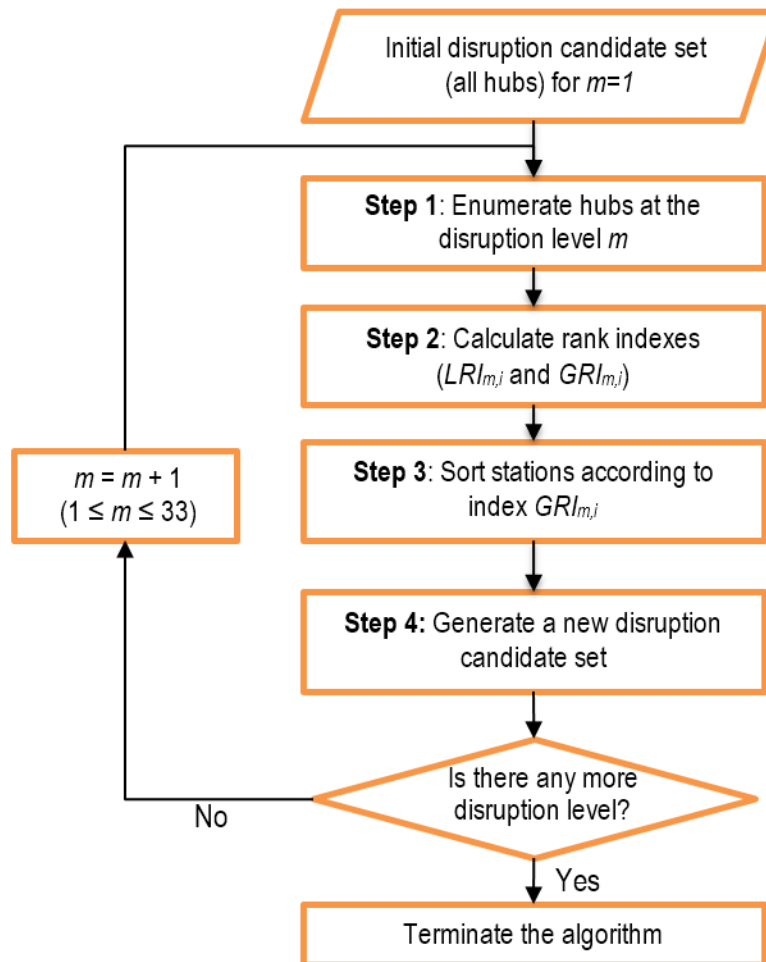 Initial disruption candidate set
(all hubs) for m=1
Step 1: Enumerate hubs at the
disruption level m
Step 2: Calculate rank indexes
(LRIm,i and GRIm,i)
Step 3: Sort stations according to
index GRIm,i
m = m + 1
(1 ≤ m ≤ 33)
Step 4: Generate a new disruption
candidate set
Is there any more
disruption level?
No
Yes
Terminate the algorithm